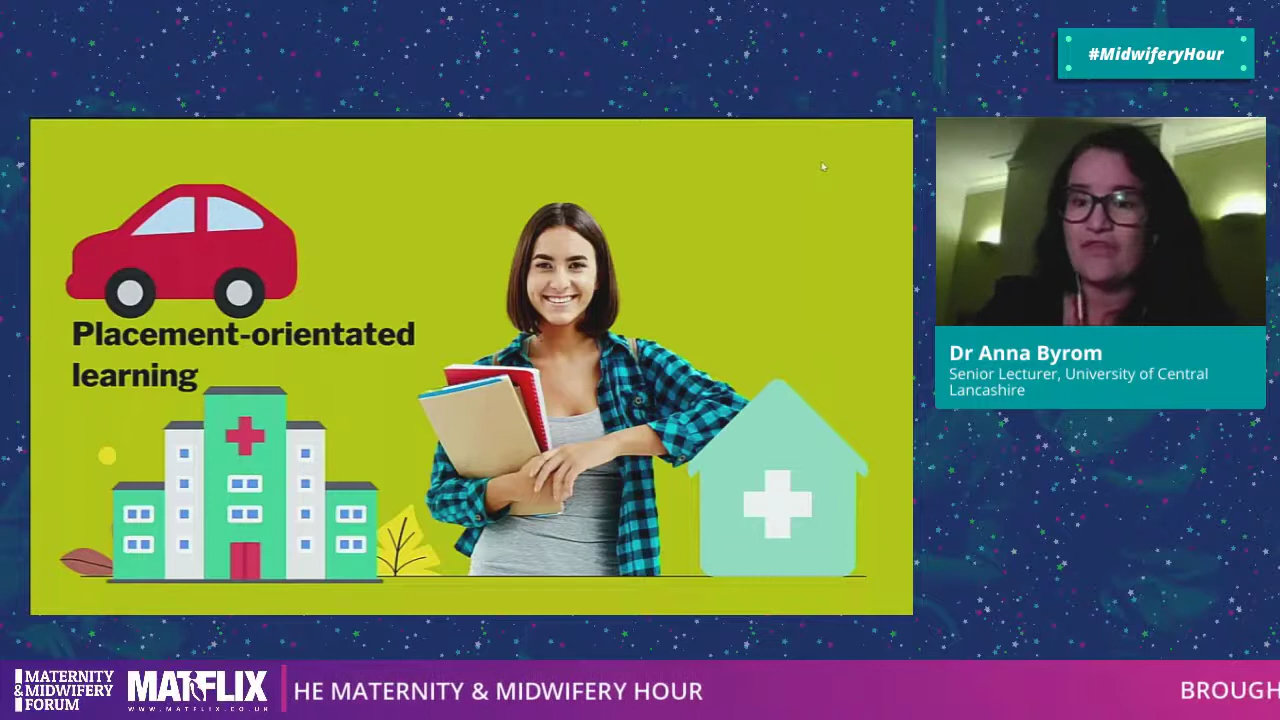 #MidwiferyHour
Placement-orientated
learning
Dr Anna Byrom
Senior Lecturer, University of Central
Lancashire
MATERNITY
&MIDWIFERY
FORUM
MATFLIX
WWW.MATFLIX.CO.UK
HE MATERNITY & MIDWIFERY HOUR
BROUGH